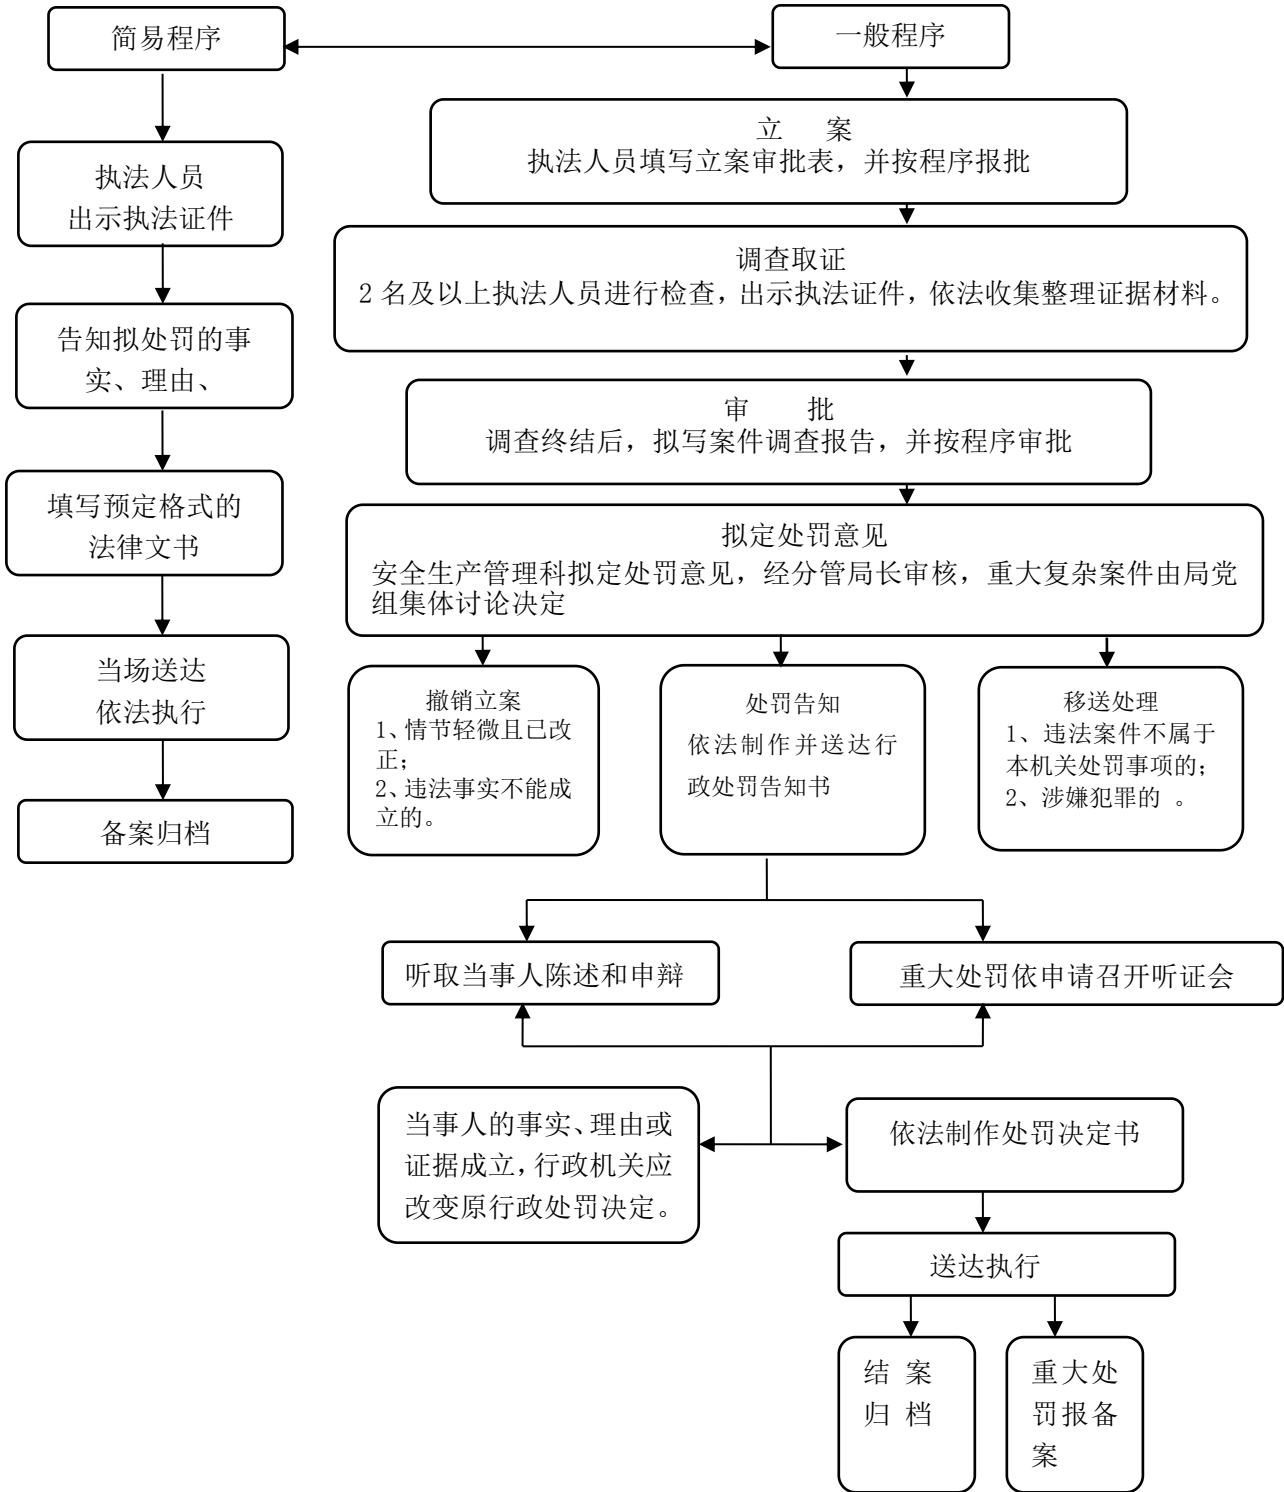 简易程序
一般程序
立 案
执法人员填写立案审批表，并按程序报批
执法人员
出示执法证件
调查取证
2 名及以上执法人员进行检查，出示执法证件，依法收集整理证据材料。
告知拟处罚的事
实、理由、
审 批
调查终结后，拟写案件调查报告，并按程序审批
填写预定格式的
法律文书
拟定处罚意见
安全生产管理科拟定处罚意见，经分管局长审核，重大复杂案件由局党
组集体讨论决定
当场送达
依法执行
撤销立案
1、情节轻微且已改
正；
2、违法事实不能成
立的。
处罚告知
依法制作并送达行
政处罚告知书
移送处理
1、违法案件不属于
本机关处罚事项的；
2、涉嫌犯罪的 。
备案归档
听取当事人陈述和申辩
重大处罚依申请召开听证会
当事人的事实、理由或
证据成立，行政机关应
改变原行政处罚决定。
依法制作处罚决定书
送达执行
结 案
归 档
重大处
罚报备
案